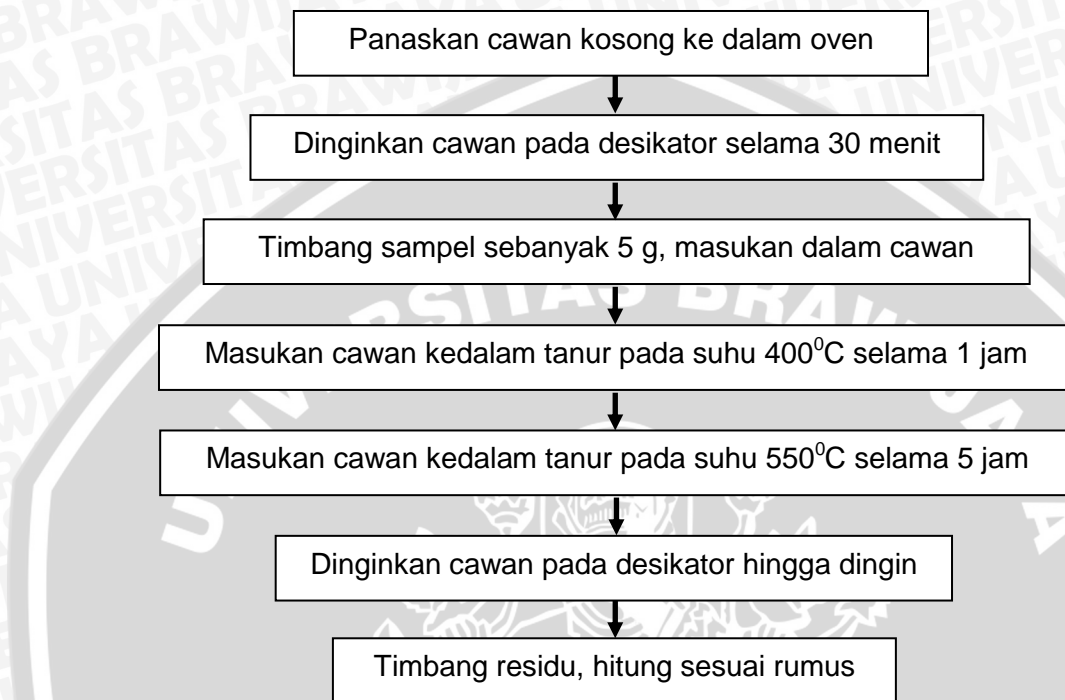 Panaskan cawan kosong ke dalam oven
Dinginkan cawan pada desikator selama 30 menit
Timbang sampel sebanyak 5 g, masukan dalam cawan
Masukan cawan kedalam tanur pada suhu 400⁰C selama 1 jam
Masukan cawan kedalam tanur pada suhu 550⁰C selama 5 jam
Dinginkan cawan pada desikator hingga dingin
Timbang residu, hitung sesuai rumus